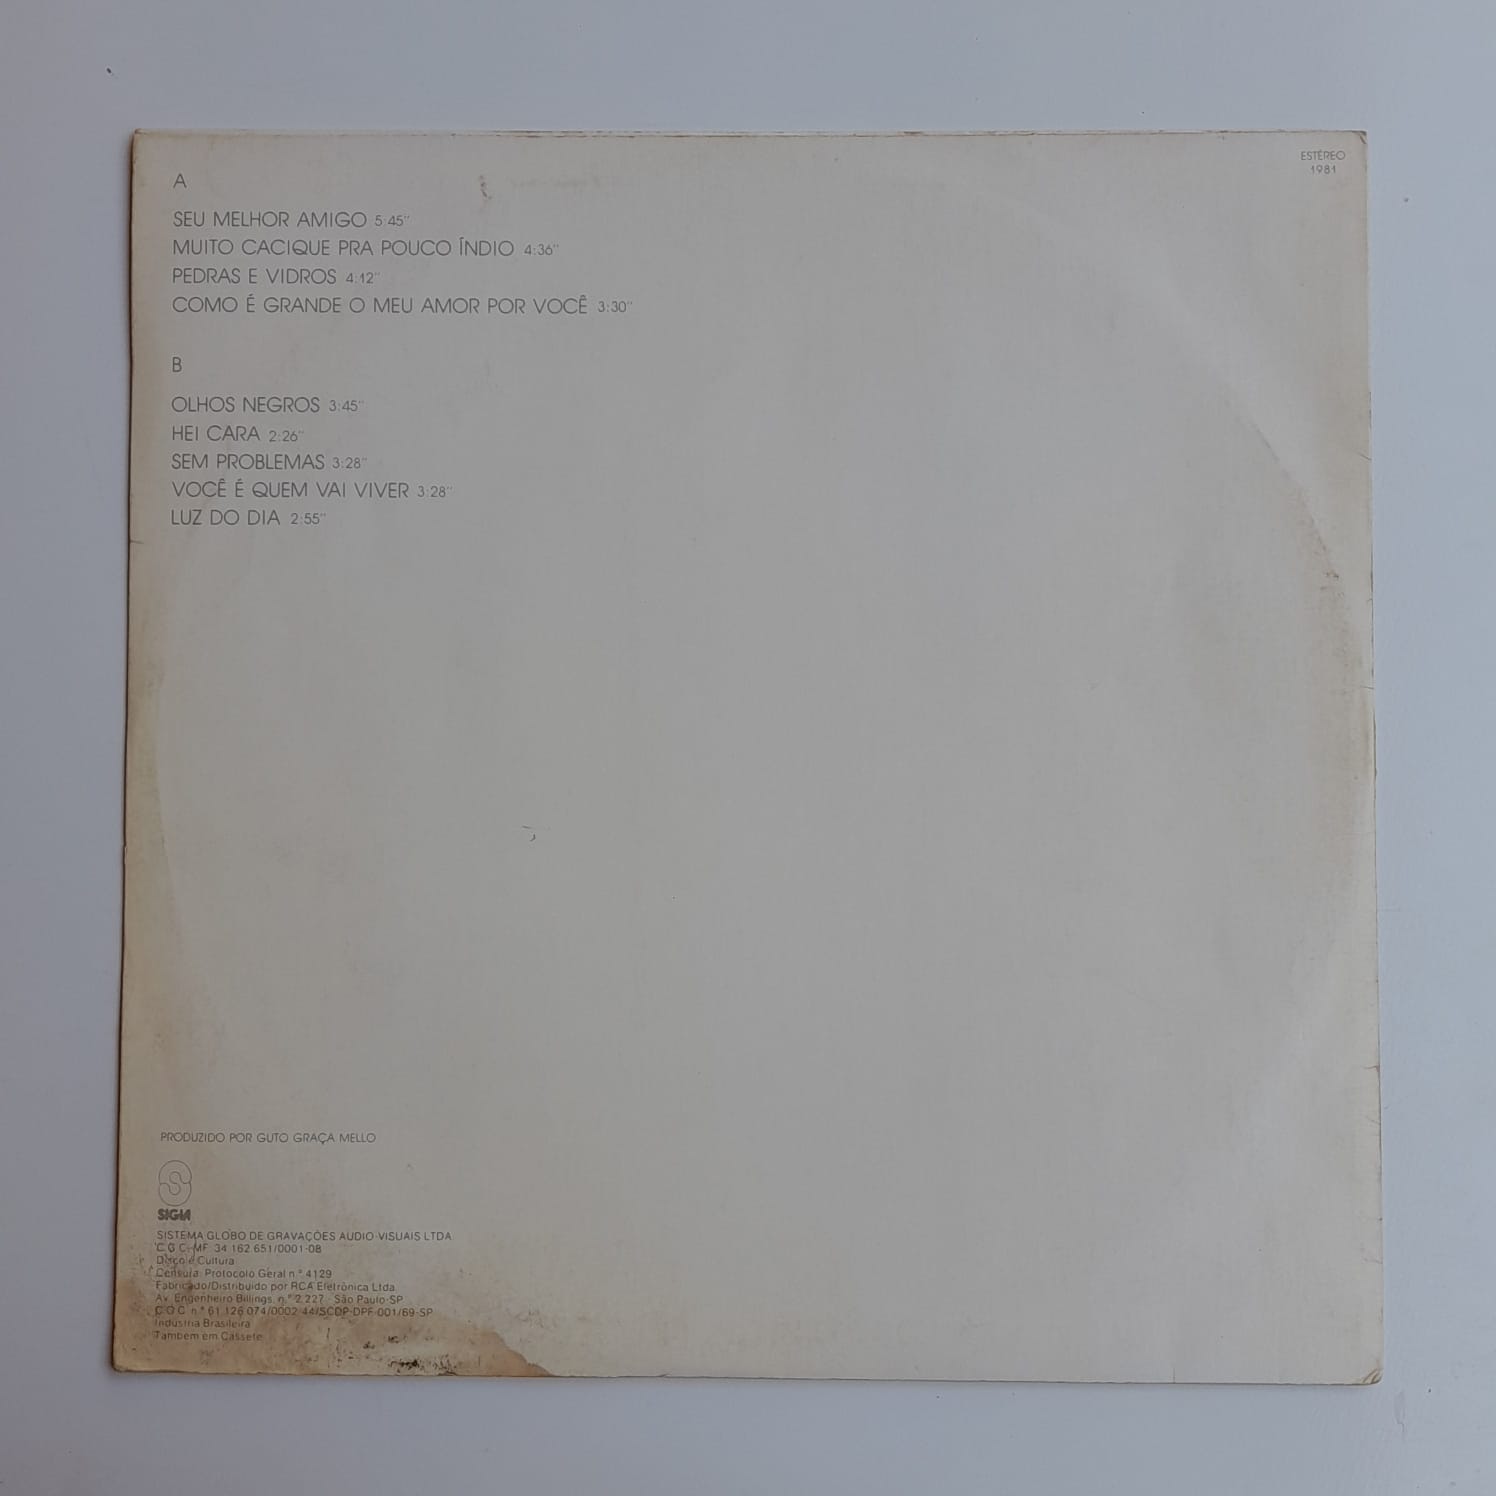 ESTÉREO
1981
A
SEU MELHOR AMIGO 5:45"
MUITO CACIQUE PRA POUCO ÍNDIO 4:36"
PEDRAS E VIDROS 4:12"
COMO É GRANDE O MEU AMOR POR VOCÊ 3:30"
B
OLHOS NEGROS 3:45"
HEI CARA 2:26"
SEM PROBLEMAS 3:28"
VOCÊ É QUEM VAI VIVER 3:28"
LUZ DO DIA 2:55"
PRODUZIDO POR GUTO GRAÇA MELLO
SIGLA
SISTEMA GLOBO DE GRAVAÇÕES AUDIO-VISUAIS LTDA
C.G.C.-MF. 34.162.651/0001-08
Disco é Cultura
Censura: Protocolo Geral n.º 4129
Fabricado/Distribuido por RCA Eletrônica Ltda.
Av. Engenheiro Billings, n.º 2.227 - São Paulo-SP
C.G.C. n.º 61.126.074/0002-44/SCDP-DPF-001/69-SP
Indústria Brasileira
Também em Cassete